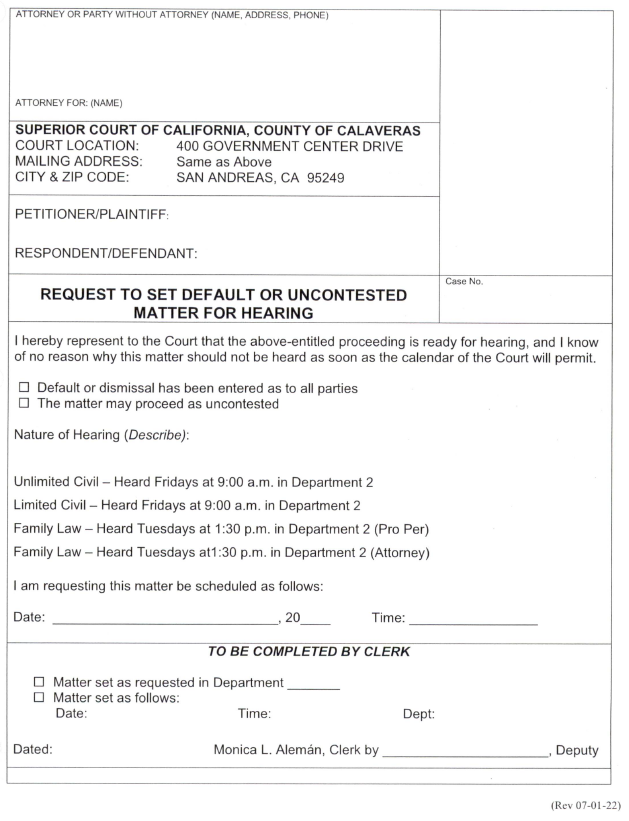 ATTORNEY OR PARTY WITHOUT ATTORNEY (NAME, ADDRESS, PHONE)
ATTORNEY FOR: (NAME)
SUPERIOR COURT OF CALIFORNIA, COUNTY OF CALAVERAS
COURT LOCATION: 400 GOVERNMENT CENTER DRIVE
MAILING ADDRESS: Same as Above
CITY & ZIP CODE: SAN ANDREAS, CA 95249
PETITIONER/PLAINTIFF:
RESPONDENT/DEFENDANT:
REQUEST TO SET DEFAULT OR UNCONTESTED
MATTER FOR HEARING
Case No.
I hereby represent to the Court that the above-entitled proceeding is ready for hearing, and I know
of no reason why this matter should not be heard as soon as the calendar of the Court will permit.
☐ Default or dismissal has been entered as to all parties
☐ The matter may proceed as uncontested
Nature of Hearing (Describe):
Unlimited Civil – Heard Fridays at 9:00 a.m. in Department 2
Limited Civil – Heard Fridays at 9:00 a.m. in Department 2
Family Law – Heard Tuesdays at 1:30 p.m. in Department 2 (Pro Per)
Family Law – Heard Tuesdays at1:30 p.m. in Department 2 (Attorney)
I am requesting this matter be scheduled as follows:
Date: ____________________________, 20____ Time: ________________
TO BE COMPLETED BY CLERK
☐ Matter set as requested in Department _______
☐ Matter set as follows:
Date: Time: Dept:
Dated: Monica L. Alemán, Clerk by _____________________, Deputy
(Rev 07-01-22)